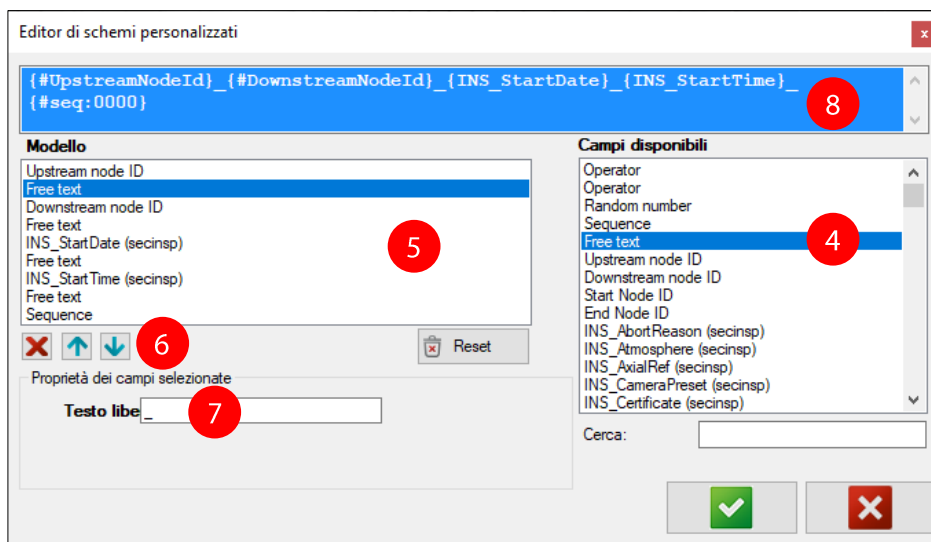 Editor di schemi personalizzati
x
{#UpstreamNodeId}_{#DownstreamNodeId}_{INS_StartDate}_{INS_StartTime}_
{#seq:0000}
8
Modello
Upstream node ID
Free text
Downstream node ID
Free text
INS_StartDate (secinsp)
Free text
INS_StartTime (secinsp)
Free text
Sequence
5
6
Reset
Proprietà dei campi selezionate
Testo libe
_
7
Campi disponibili
Operator
Operator
Random number
Sequence
Free text
Upstream node ID
Downstream node ID
Start Node ID
End Node ID
INS_AbortReason (secinsp)
INS_Atmosphere (secinsp)
INS_AxialRef (secinsp)
INS_CameraPreset (secinsp)
INS_Certificate (secinsp)
4
Cerca: